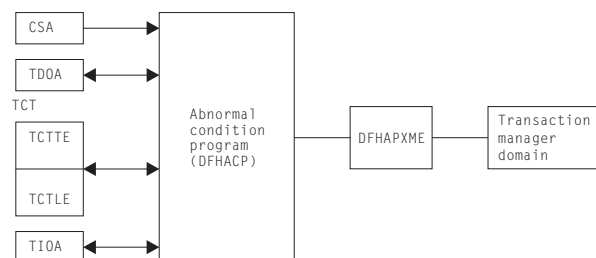 CSA
TDOA
TCT
TCTTE
TCTLE
TIOA
Abnormal
condition
program
(DFHACP)
DFHAPXME
Transaction
manager
domain